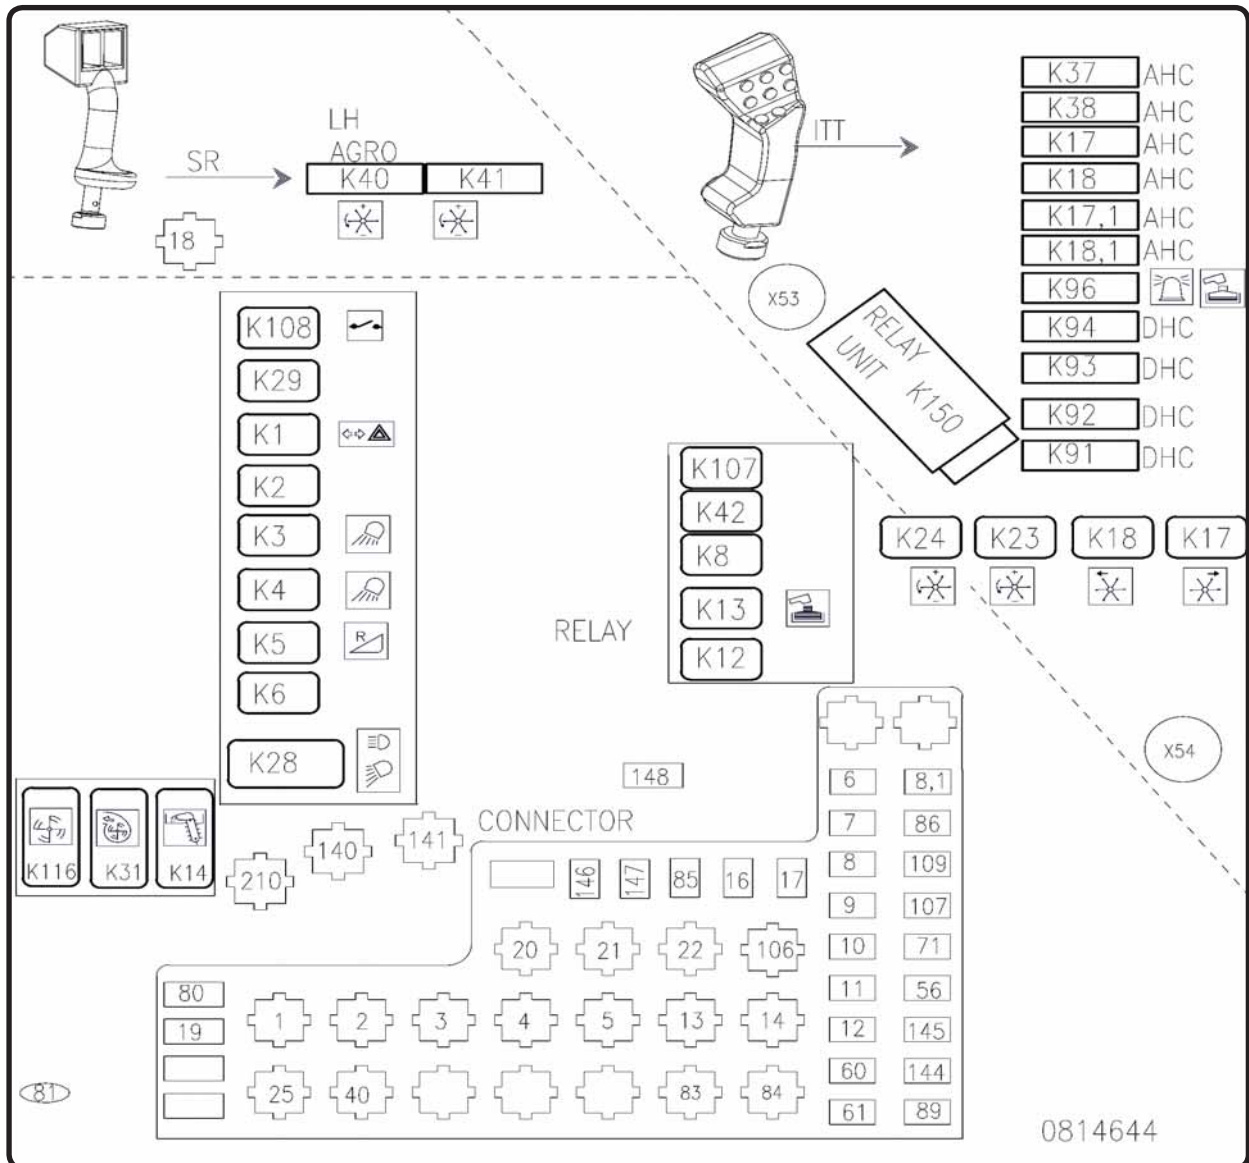 LH
AGRO
SR
K40 K41
18
ITT
K37 AHC
K38 AHC
K17 AHC
K18 AHC
K17,1 AHC
K18,1 AHC
K96
K94 DHC
K93 DHC
K92 DHC
K91 DHC
X53
RELAY
UNIT K150
K108
K29
K1
K2
K3
K4
K5 R
K6
K28
K107
K42
K8
K13
K12
RELAY
K24 K23 K18 K17
X54
K116 K31 K14
210 140 141
148
CONNECTOR
146 147 85 16 17
20 21 22 106
80
19
1 2 3 4 5 13 14
25 40 83 84
6 8,1
7 86
8 109
9 107
10 71
11 56
12 145
60 144
61 89
81
0814644